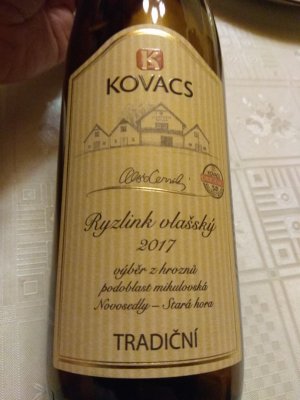 K
KOVACS
Ryzlink vlašský
2017
výběr z hroznů
podoblast mikulovská
Novosedly – Stará hora
TRADIČNÍ